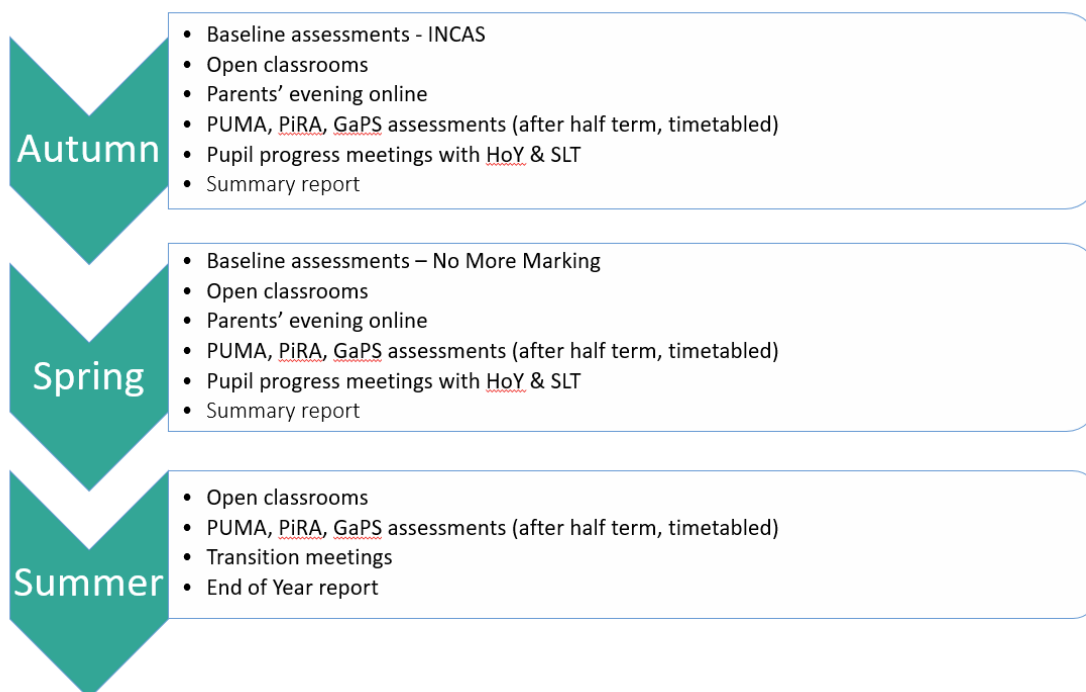 Autumn
• Baseline assessments - INCAS
• Open classrooms
• Parents’ evening online
• PUMA, PiRA, GaPS assessments (after half term, timetabled)
• Pupil progress meetings with HoY & SLT
• Summary report
Spring
• Baseline assessments – No More Marking
• Open classrooms
• Parents’ evening online
• PUMA, PiRA, GaPS assessments (after half term, timetabled)
• Pupil progress meetings with HoY & SLT
• Summary report
Summer
• Open classrooms
• PUMA, PiRA, GaPS assessments (after half term, timetabled)
• Transition meetings
• End of Year report